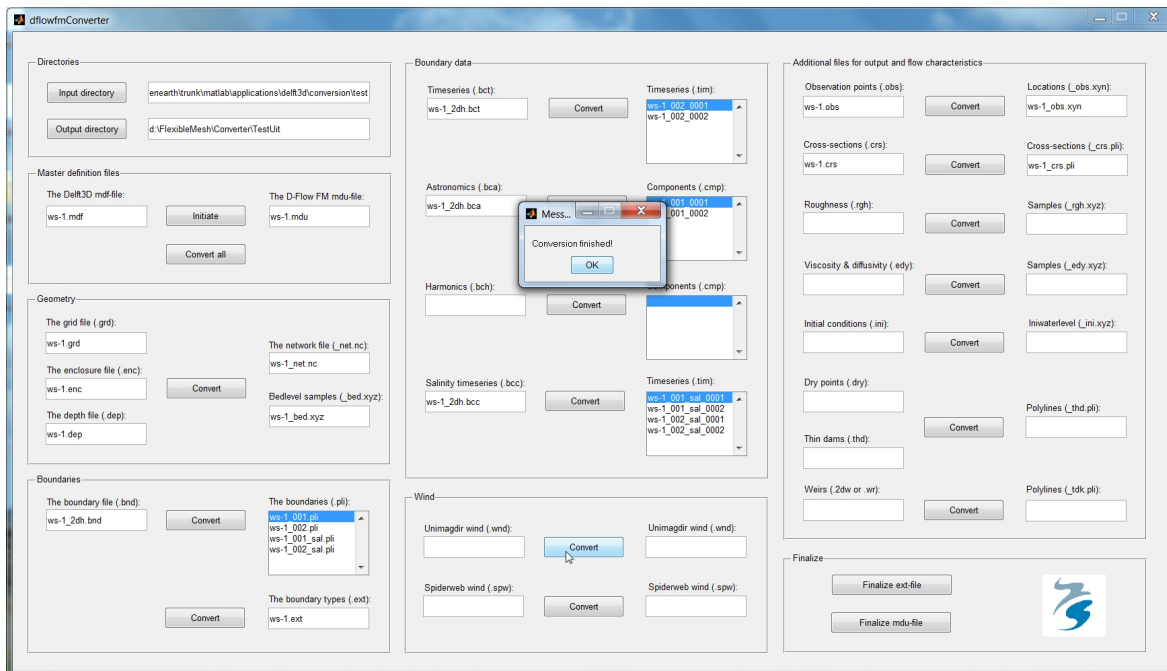 dflowfmConverter
Directories
Input directory
enearth\trunk\matlab\applications\delft3d\conversion\test
Output directory
d:\FlexibleMesh\Converter\TestUit
Master definition files
The Delft3D mdf-file:
The D-Flow FM mdu-file:
ws-1.mdf
Initiate
ws-1.mdu
Convert all
Geometry
The grid file (.grd):
ws-1.grd
The network file (_net.nc):
ws-1_net.nc
The enclosure file (.enc):
ws-1.enc
Convert
Bedlevel samples (_bed.xyz):
ws-1_bed.xyz
The depth file (.dep):
ws-1.dep
Boundaries
The boundary file (.bnd):
ws-1_2dh.bnd
Convert
The boundaries (.pli):
ws-1_001.pli
ws-1_002.pli
ws-1_001_sal.pli
ws-1_002_sal.pli
Convert
The boundary types (.ext):
ws-1.ext
Boundary data
Timeseries (.bct):
ws-1_2dh.bct
Convert
Timeseries (.tim):
ws-1_002_0001
ws-1_002_0002
Astronomics (.bca):
ws-1_2dh.bca
Components (.cmp):
_001_0001
_001_0002
Mess...
Conversion finished!
OK
Harmonics (.bch):
Convert
ponents (.cmp):
Salinity timeseries (.bcc):
ws-1_2dh.bcc
Convert
Timeseries (.tim):
ws-1_001_sal_0001
ws-1_001_sal_0002
ws-1_002_sal_0001
ws-1_002_sal_0002
Wind
Unimagdir wind (.wnd):
Convert
Unimagdir wind (.wnd):
Spiderweb wind (.spw):
Convert
Spiderweb wind (.spw):
Additional files for output and flow characteristics
Observation points (.obs):
ws-1.obs
Convert
Locations (_obs.xyn):
ws-1_obs.xyn
Cross-sections (.crs):
ws-1.crs
Convert
Cross-sections (_crs.pli):
ws-1_crs.pli
Roughness (.rgh):
Convert
Samples (_rgh.xyz):
Viscosity & diffusivity (.edy):
Convert
Samples (_edy.xyz):
Initial conditions (.ini):
Convert
Iniwaterlevel (_ini.xyz):
Dry points (.dry):
Convert
Polylines (_thd.pli):
Thin dams (.thd):
Weirs (.2dw or .wr):
Convert
Polylines (_tdk.pli):
Finalize
Finalize ext-file
Finalize mdu-file